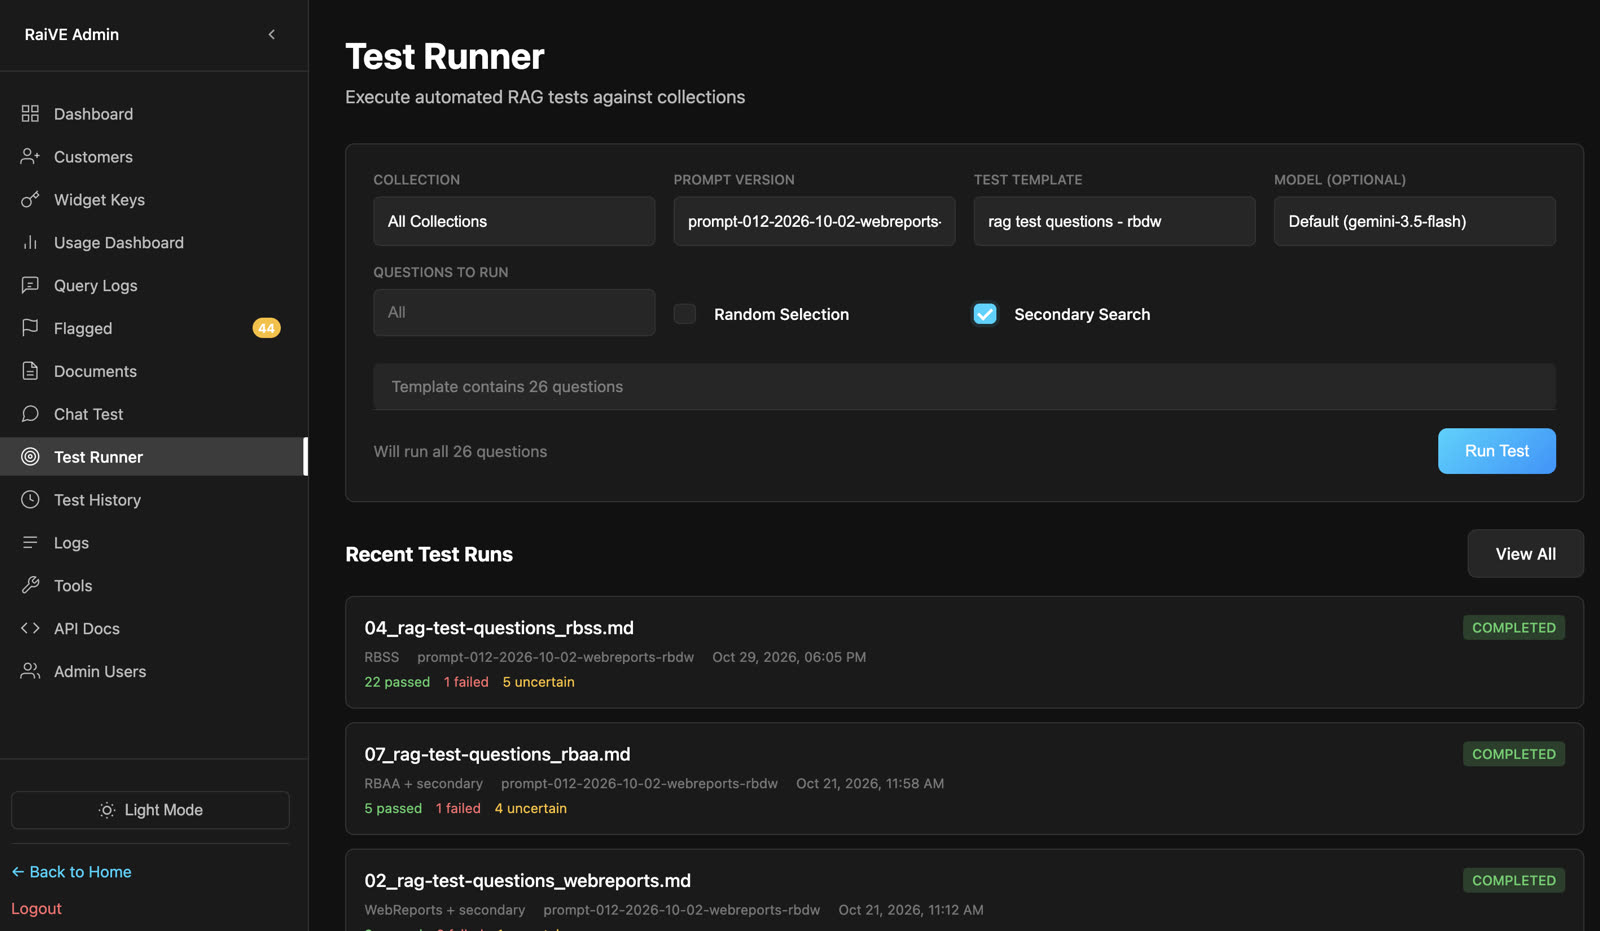 RaiVE Admin
Dashboard
Customers
Widget Keys
Usage Dashboard
Query Logs
Flagged 44
Documents
Chat Test
Test Runner
Test History
Logs
Tools
API Docs
Admin Users
Light Mode
← Back to Home
Logout
Test Runner
Execute automated RAG tests against collections
COLLECTION
All Collections
PROMPT VERSION
prompt-012-2026-10-02-webreports-
TEST TEMPLATE
rag test questions - rbdw
MODEL (OPTIONAL)
Default (gemini-3.5-flash)
QUESTIONS TO RUN
All
Random Selection
Secondary Search
Template contains 26 questions
Will run all 26 questions
Run Test
Recent Test Runs
View All
04_rag-test-questions_rbss.md
COMPLETED
RBSS prompt-012-2026-10-02-webreports-rbdw Oct 29, 2026, 06:05 PM
22 passed 1 failed 5 uncertain
07_rag-test-questions_rbaa.md
COMPLETED
RBAA + secondary prompt-012-2026-10-02-webreports-rbdw Oct 21, 2026, 11:58 AM
5 passed 1 failed 4 uncertain
02_rag-test-questions_webreports.md
COMPLETED
WebReports + secondary prompt-012-2026-10-02-webreports-rbdw Oct 21, 2026, 11:12 AM